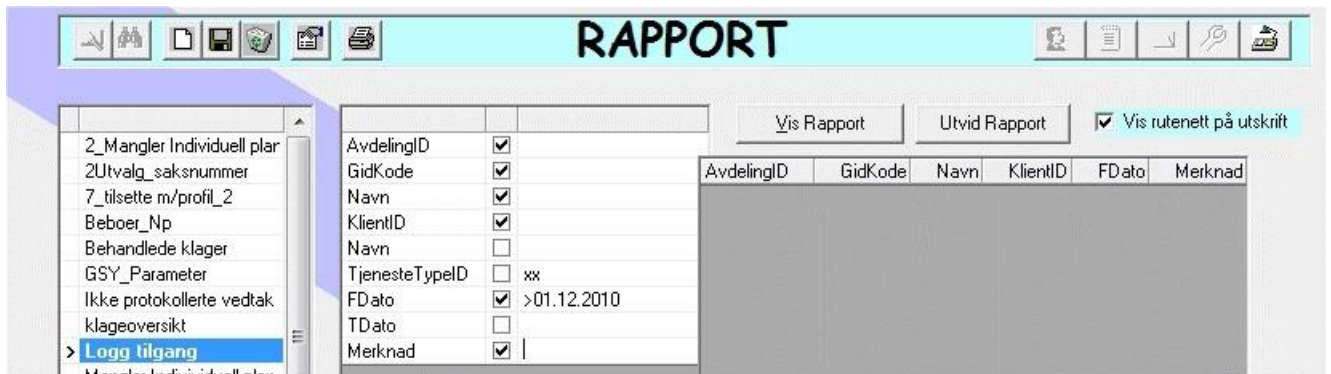 RAPPORT
Vis Rapport
Utvid Rapport
Vis rutenett på utskrift
2_Mangler Individuell plar
2Utvalg_saksnummer
7_tilsette m/profil_2
Beboer_Np
Behandlede klager
GSY_Parameter
Ikke protokollerte vedtak
klageoversikt
> Logg tilgang
AvdelingID
GidKode
Navn
KlientID
Navn
TjenesteTypeID xx
FDato >01.12.2010
TDato
Merknad
AvdelingID GidKode Navn KlientID FDato Merknad